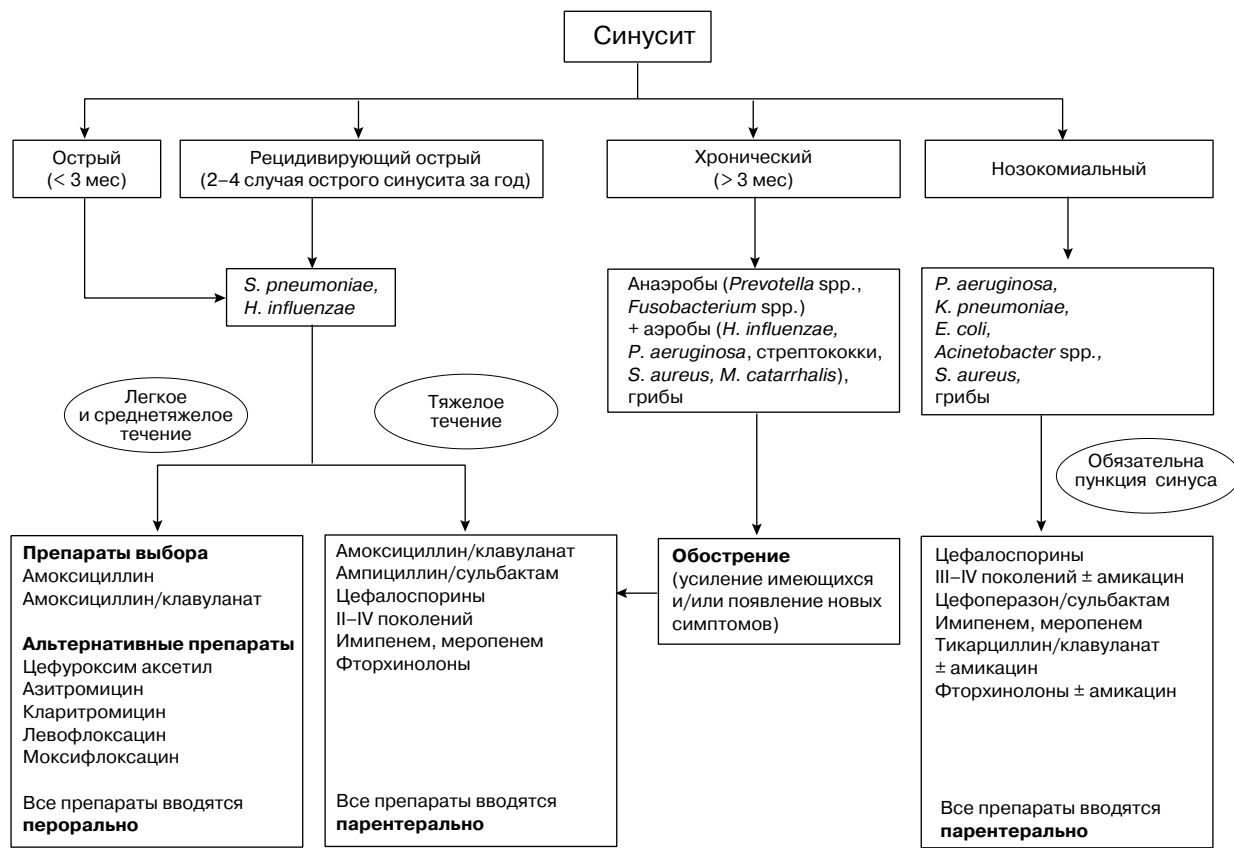 Синусит
Острый
(< 3 мес)
Рецидивирующий острый
(2–4 случая острого синусита за год)
Хронический
(> 3 мес)
Нозокомиальный
S. pneumoniae,
H. influenzae
Анаэробы (Prevotella spp.,
Fusobacterium spp.)
+ аэробы (H. influenzae,
P. aeruginosa, стрептококки,
S. aureus, M. catarrhalis),
грибы
P. aeruginosa,
K. pneumoniae,
E. coli,
Acinetobacter spp.,
S. aureus,
грибы
Легкое
и среднетяжелое
течение
Тяжелое
течение
Обязательна
пункция синуса
Препараты выбора
Амоксициллин
Амоксициллин/клавуланат
Альтернативные препараты
Цефуроксим аксетил
Азитромицин
Кларитромицин
Левофлоксацин
Моксифлоксацин
Все препараты вводятся
перорально
Амоксициллин/клавуланат
Ампициллин/сульбактам
Цефалоспорины
II–IV поколений
Имипенем, меропенем
Фторхинолоны
Все препараты вводятся
парентерально
Обострение
(усиление имеющихся
и/или появление новых
симптомов)
Цефалоспорины
III–IV поколений ± амикацин
Цефоперазон/сульбактам
Имипенем, меропенем
Тикарциллин/клавуланат
± амикацин
Фторхинолоны ± амикацин
Все препараты вводятся
парентерально